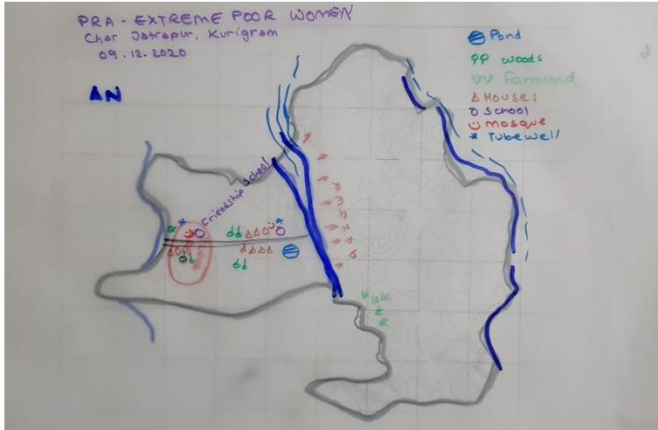 PRA - EXTREME POOR WOMEN
Char Jatrapur, Kurigram
09.12.2020
N
Pond
woods
Farmland
Houses
School
mosque
Tubewell
Friendship School